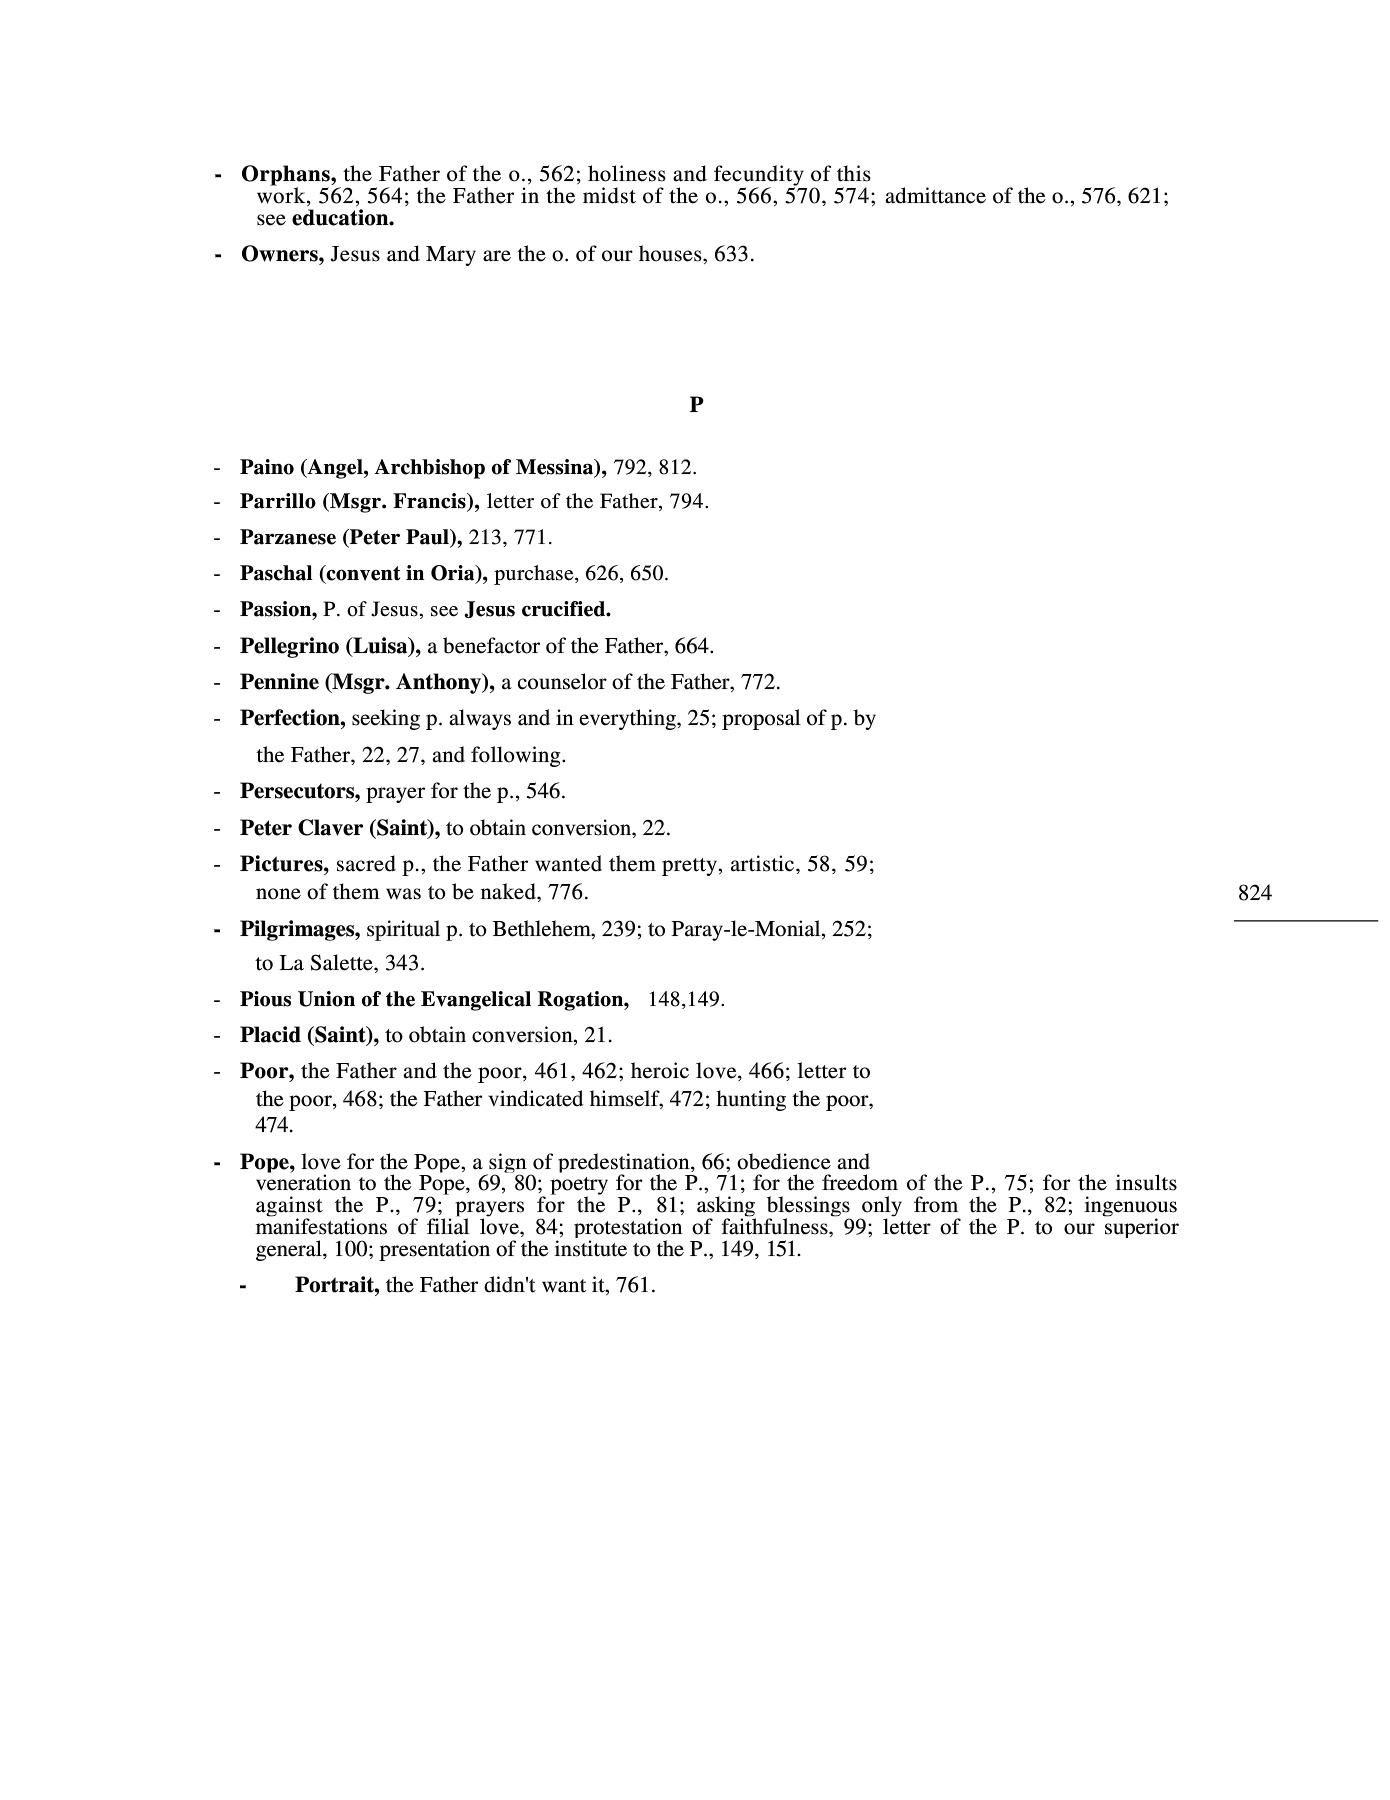 - Orphans, the Father of the o., 562; holiness and fecundity of this
work, 562, 564; the Father in the midst of the o., 566, 570, 574; admittance of the o., 576, 621;
see education.
- Owners, Jesus and Mary are the o. of our houses, 633.
P
- Paino (Angel, Archbishop of Messina), 792, 812.
- Parrillo (Msgr. Francis), letter of the Father, 794.
- Parzanese (Peter Paul), 213, 771.
- Paschal (convent in Oria), purchase, 626, 650.
- Passion, P. of Jesus, see Jesus crucified.
- Pellegrino (Luisa), a benefactor of the Father, 664.
- Pennine (Msgr. Anthony), a counselor of the Father, 772.
- Perfection, seeking p. always and in everything, 25; proposal of p. by
the Father, 22, 27, and following.
- Persecutors, prayer for the p., 546.
- Peter Claver (Saint), to obtain conversion, 22.
- Pictures, sacred p., the Father wanted them pretty, artistic, 58, 59;
none of them was to be naked, 776.
824
- Pilgrimages, spiritual p. to Bethlehem, 239; to Paray-le-Monial, 252;
to La Salette, 343.
- Pious Union of the Evangelical Rogation, 148,149.
- Placid (Saint), to obtain conversion, 21.
- Poor, the Father and the poor, 461, 462; heroic love, 466; letter to
the poor, 468; the Father vindicated himself, 472; hunting the poor,
474.
- Pope, love for the Pope, a sign of predestination, 66; obedience and
veneration to the Pope, 69, 80; poetry for the P., 71; for the freedom of the P., 75; for the insults
against the P., 79; prayers for the P., 81; asking blessings only from the P., 82; ingenuous
manifestations of filial love, 84; protestation of faithfulness, 99; letter of the P. to our superior
general, 100; presentation of the institute to the P., 149, 151.
- Portrait, the Father didn't want it, 761.